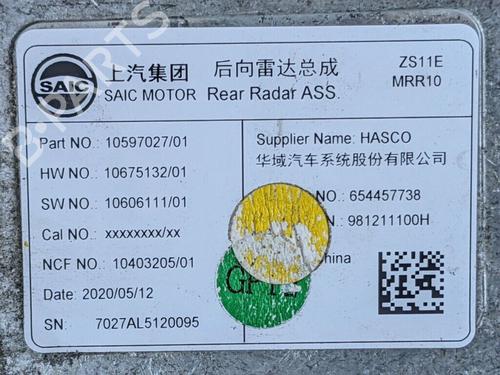 SAIC
上汽集团
SAIC MOTOR
后向雷达总成
Rear Radar ASS.
ZS11E
MRR10
Part NO.: 10597027/01
HW NO.: 10675132/01
SW NO.: 10606111/01
Cal NO.: xxxxxxxx/xx
NCF NO.: 10403205/01
Date: 2020/05/12
SN: 7027AL5120095
Supplier Name: HASCO
华域汽车系统股份有限公司
NO.: 654457738
981211100H
B-PARTS